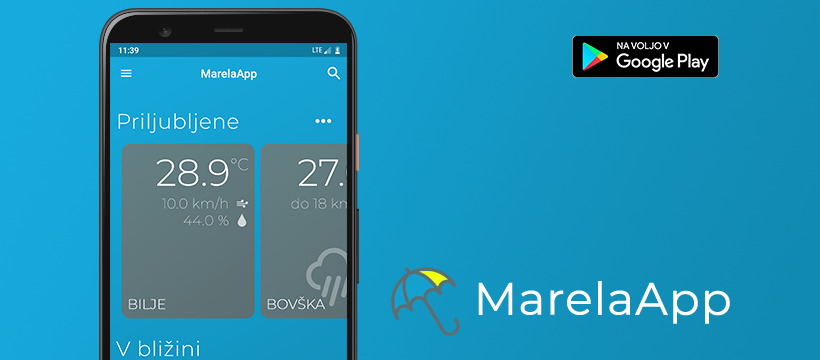 11:39
LTE
MarelaApp
Priljubljene
28.9°C
10.0 km/h
44.0 %
BILJE
27.
do 18 km
BOVŠKA
V bližini
NA VOLJO V
Google Play
MarelaApp